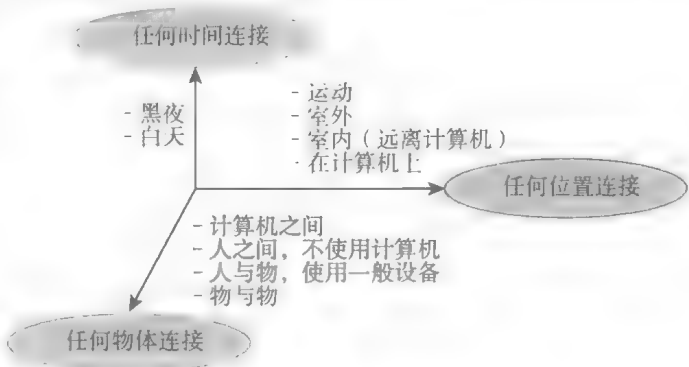 任何时间连接
- 运动
- 黑夜
- 室外
- 白天
- 室内（远离计算机）
- 在计算机上
任何位置连接
- 计算机之间
- 人之间，不使用计算机
- 人与物，使用一般设备
- 物与物
任何物体连接